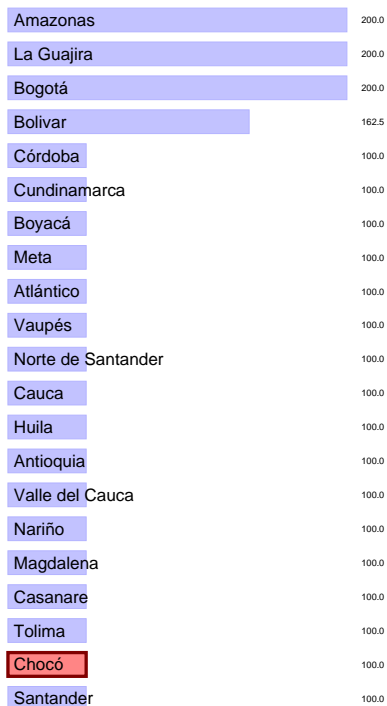 Amazonas 200.0
La Guajira 200.0
Bogotá 200.0
Bolivar 162.5
Córdoba 100.0
Cundinamarca 100.0
Boyacá 100.0
Meta 100.0
Atlántico 100.0
Vaupés 100.0
Norte de Santander 100.0
Cauca 100.0
Huila 100.0
Antioquia 100.0
Valle del Cauca 100.0
Nariño 100.0
Magdalena 100.0
Casanare 100.0
Tolima 100.0
Chocó 100.0
Santander 100.0